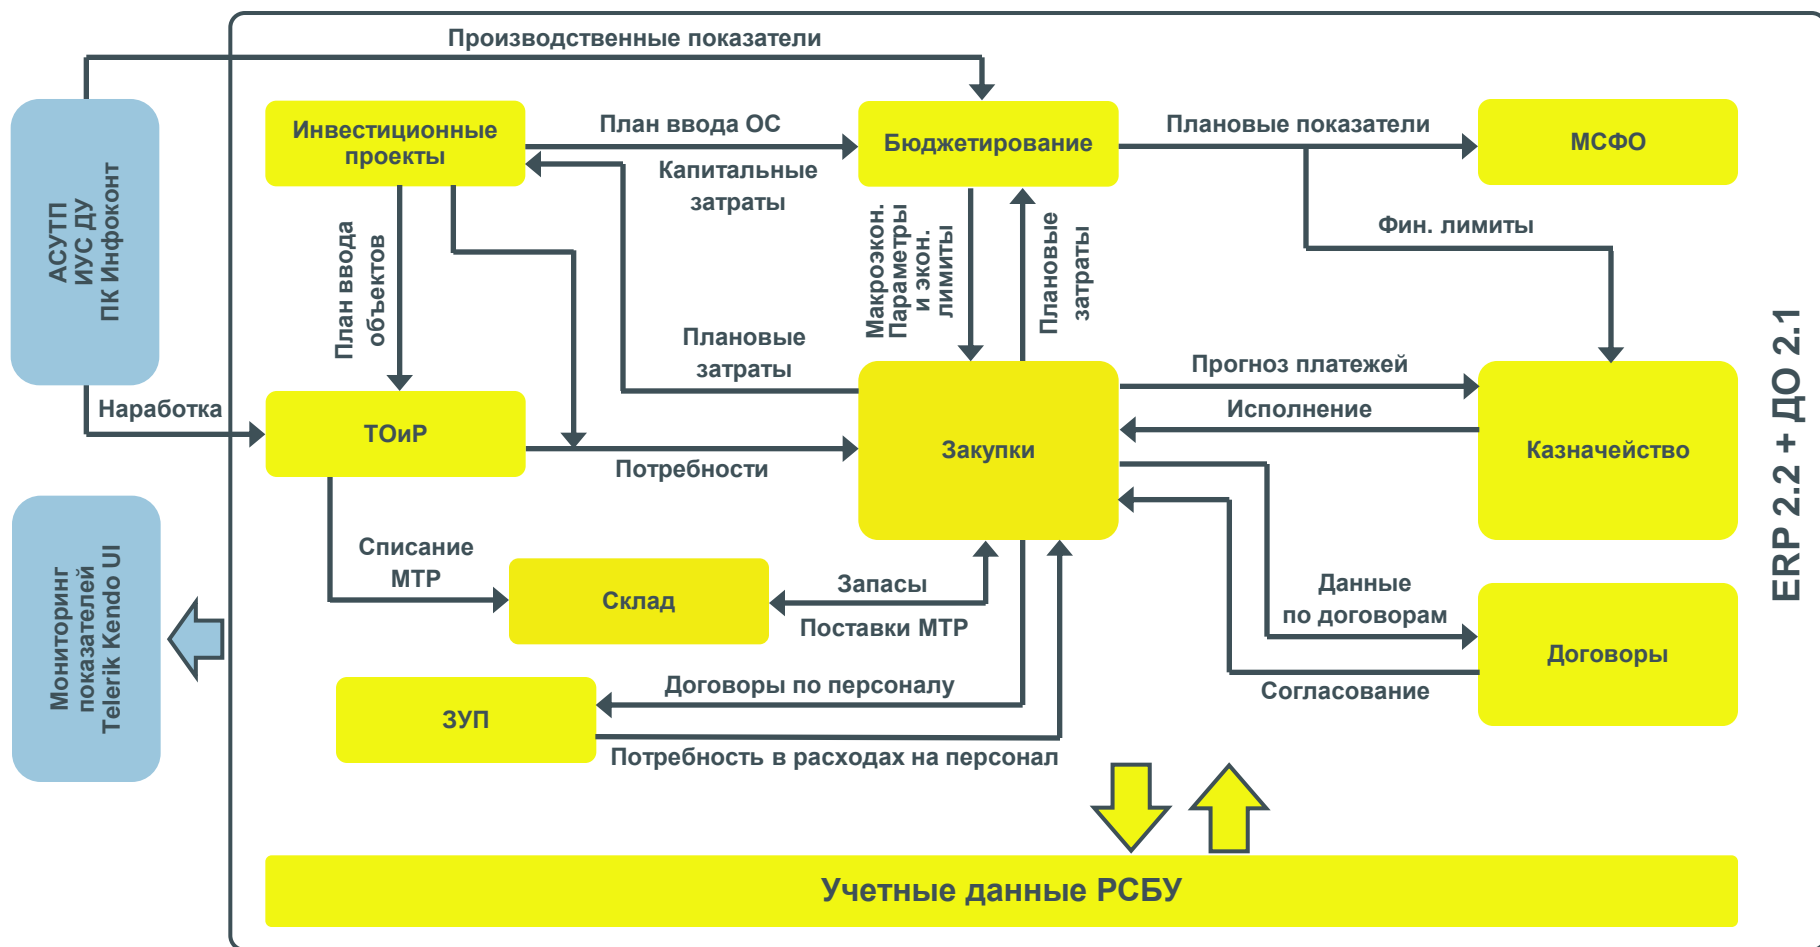 Производственные показатели
АСУТП
ИУС ДУ
ПК Инфоконт
Инвестиционные
проекты
План ввода ОС
Капитальные
затраты
Бюджетирование
Плановые показатели
МСФО
Фин. лимиты
План ввода
объектов
Макроэкон.
Параметры
и экон.
лимиты
Плановые
затраты
Плановые
затраты
Наработка
ТОиР
Потребности
Закупки
Прогноз платежей
Исполнение
Казначейство
ERP 2.2 + ДО 2.1
Мониторинг
показателей
Telerik Kendo UI
Списание
МТР
Склад
Запасы
Поставки МТР
Данные
по договорам
Договоры
Согласование
ЗУП
Договоры по персоналу
Потребность в расходах на персонал
Учетные данные РСБУ